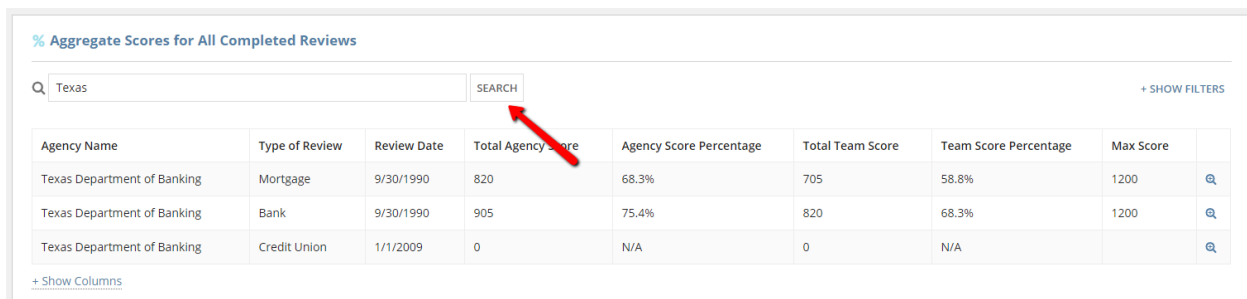 % Aggregate Scores for All Completed Reviews
Texas SEARCH + SHOW FILTERS
Agency Name Type of Review Review Date Total Agency Score Agency Score Percentage Total Team Score Team Score Percentage Max Score
Texas Department of Banking Mortgage 9/30/1990 820 68.3% 705 58.8% 1200
Texas Department of Banking Bank 9/30/1990 905 75.4% 820 68.3% 1200
Texas Department of Banking Credit Union 1/1/2009 0 N/A 0 N/A
+ Show Columns